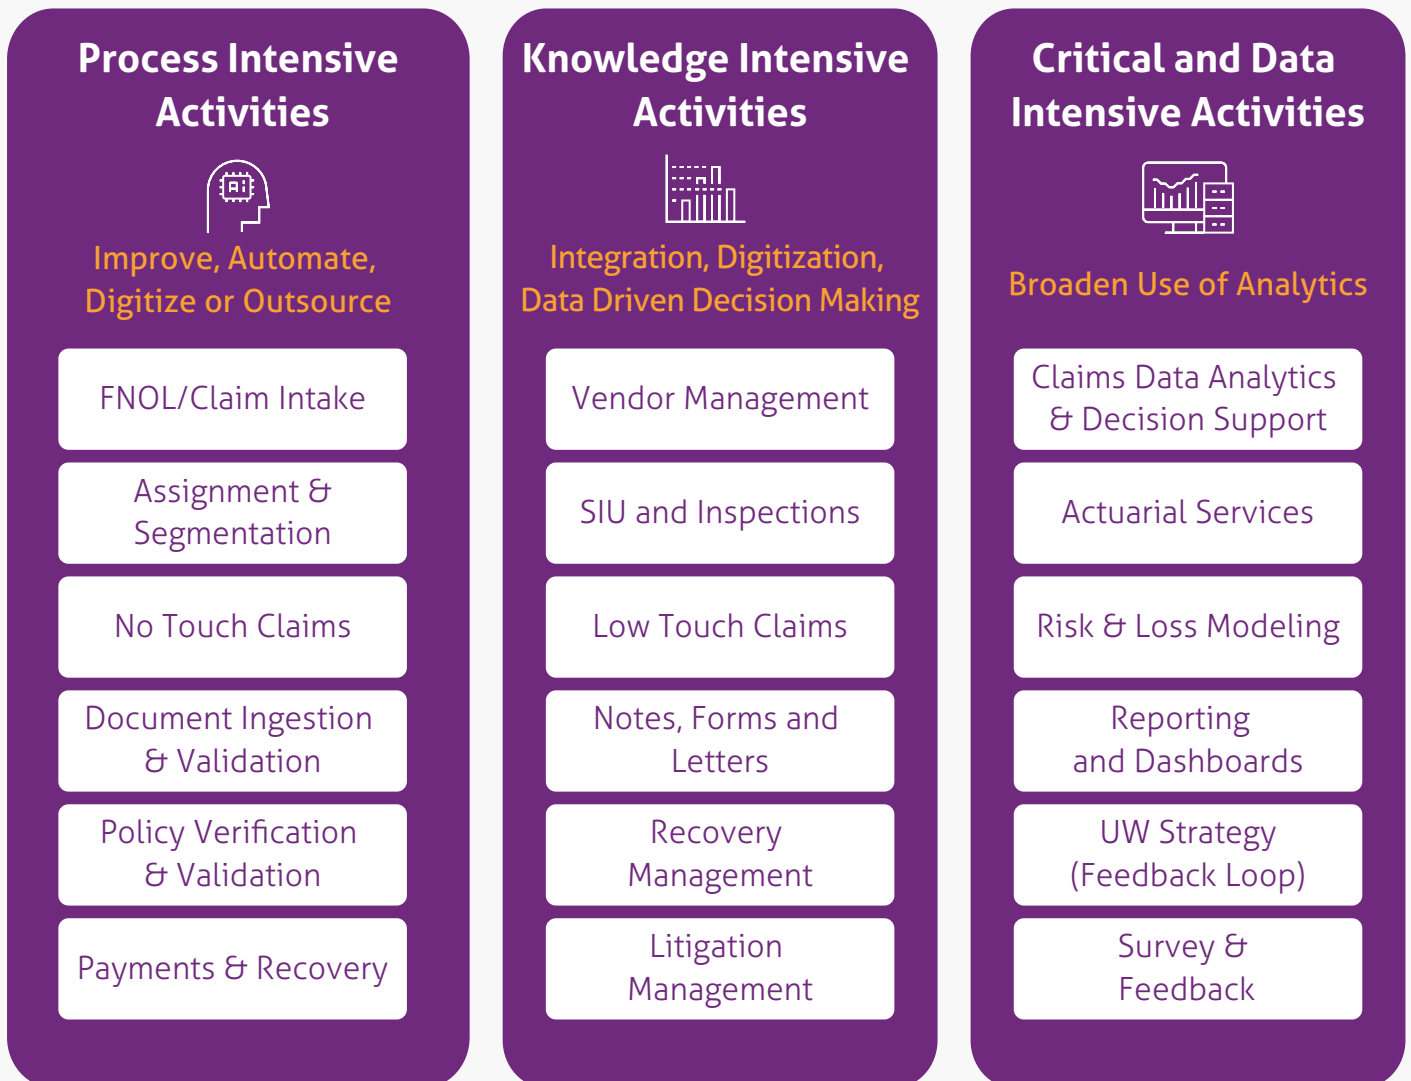 Process Intensive
Activities
Ai
Improve, Automate,
Digitize or Outsource
FNOL/Claim Intake
Assignment &
Segmentation
No Touch Claims
Document Ingestion
& Validation
Policy Verification
& Validation
Payments & Recovery
Knowledge Intensive
Activities
Integration, Digitization,
Data Driven Decision Making
Vendor Management
SIU and Inspections
Low Touch Claims
Notes, Forms and
Letters
Recovery
Management
Litigation
Management
Critical and Data
Intensive Activities
Broaden Use of Analytics
Claims Data Analytics
& Decision Support
Actuarial Services
Risk & Loss Modeling
Reporting
and Dashboards
UW Strategy
(Feedback Loop)
Survey &
Feedback